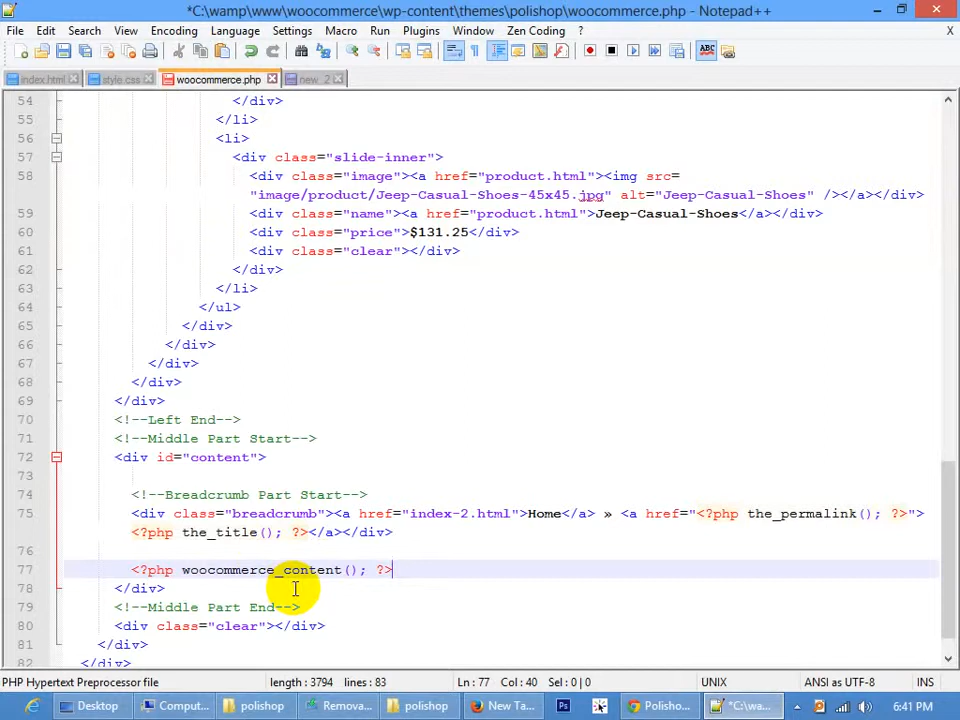 *C:\wamp\www\woocommerce\wp-content\themes\polishop\woocommerce.php - Notepad++
File Edit Search View Encoding Language Settings Macro Run Plugins Window Zen Coding ? X
index.html style.css woocommerce.php new_2
54 </div>
55 </li>
56 <li>
57 <div class="slide-inner">
58 <div class="image"><a href="product.html"><img src=
"image/product/Jeep-Casual-Shoes-45x45.jpg" alt="Jeep-Casual-Shoes" /></a></div>
59 <div class="name"><a href="product.html">Jeep-Casual-Shoes</a></div>
60 <div class="price">$131.25</div>
61 <div class="clear"></div>
62 </div>
63 </li>
64 </ul>
65 </div>
66 </div>
67 </div>
68 </div>
69 </div>
70 <!--Left End-->
71 <!--Middle Part Start-->
72 <div id="content">
73
74 <!--Breadcrumb Part Start-->
75 <div class="breadcrumb"><a href="index-2.html">Home</a> » <a href="<?php the_permalink(); ?>">
<?php the_title(); ?></a></div>
76
77 <?php woocommerce_content(); ?>
78 </div>
79 <!--Middle Part End-->
80 <div class="clear"></div>
81 </div>
82 </div>
PHP Hypertext Preprocessor file length : 3794 lines : 83 Ln : 77 Col : 40 Sel : 0 | 0 UNIX ANSI as UTF-8 INS
Desktop Comput... polishop Remova... polishop New Ta... Ps Polisho... *C:\wa... 6:41 PM